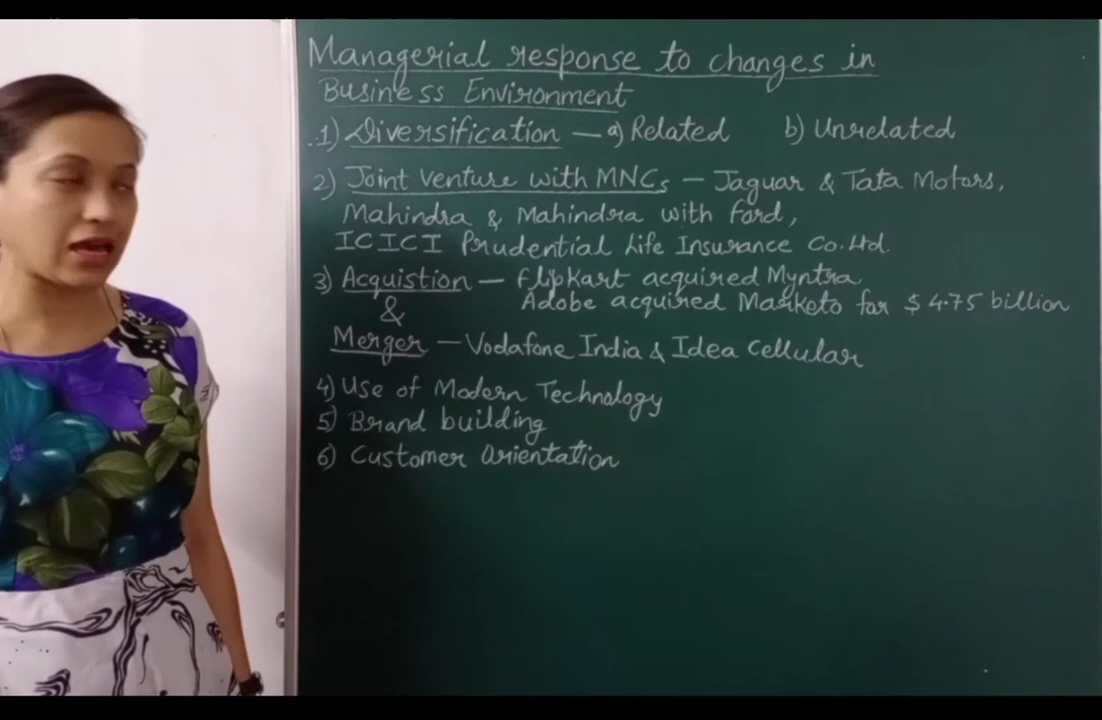 Managerial response to changes in
Business Environment
1) Diversification — a) Related b) Unrelated
2) Joint venture with MNCs — Jaguar & Tata Motors,
Mahindra & Mahindra with Ford,
ICICI Prudential Life Insurance Co. Ltd.
3) Acquistion — Flipkart acquired Myntra
& Adobe acquired Marketo for $ 4.75 billion
Merger — Vodafone India & Idea Cellular
4) Use of Modern Technology
5) Brand building
6) Customer Orientation